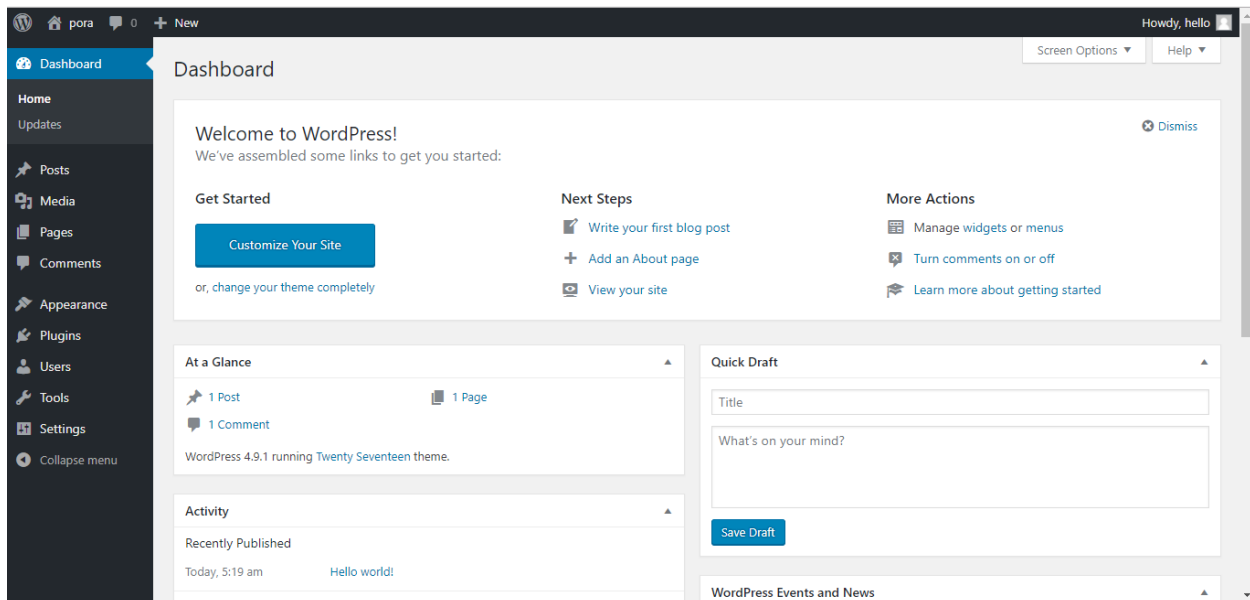 pora 0 New Howdy, hello
Dashboard
Home
Updates
Posts
Media
Pages
Comments
Appearance
Plugins
Users
Tools
Settings
Collapse menu
Screen Options Help
Dashboard
Welcome to WordPress!
We've assembled some links to get you started:
Dismiss
Get Started
Customize Your Site
or, change your theme completely
Next Steps
Write your first blog post
Add an About page
View your site
More Actions
Manage widgets or menus
Turn comments on or off
Learn more about getting started
At a Glance
1 Post 1 Page
1 Comment
WordPress 4.9.1 running Twenty Seventeen theme.
Activity
Recently Published
Today, 5:19 am Hello world!
Quick Draft
Title
What's on your mind?
Save Draft
WordPress Events and News